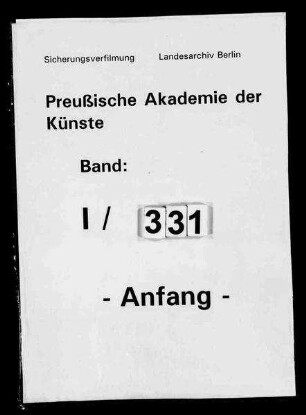 Sicherungsverfilmung Landesarchiv Berlin
Preußische Akademie der
Künste
Band:
I / 331
- Anfang -